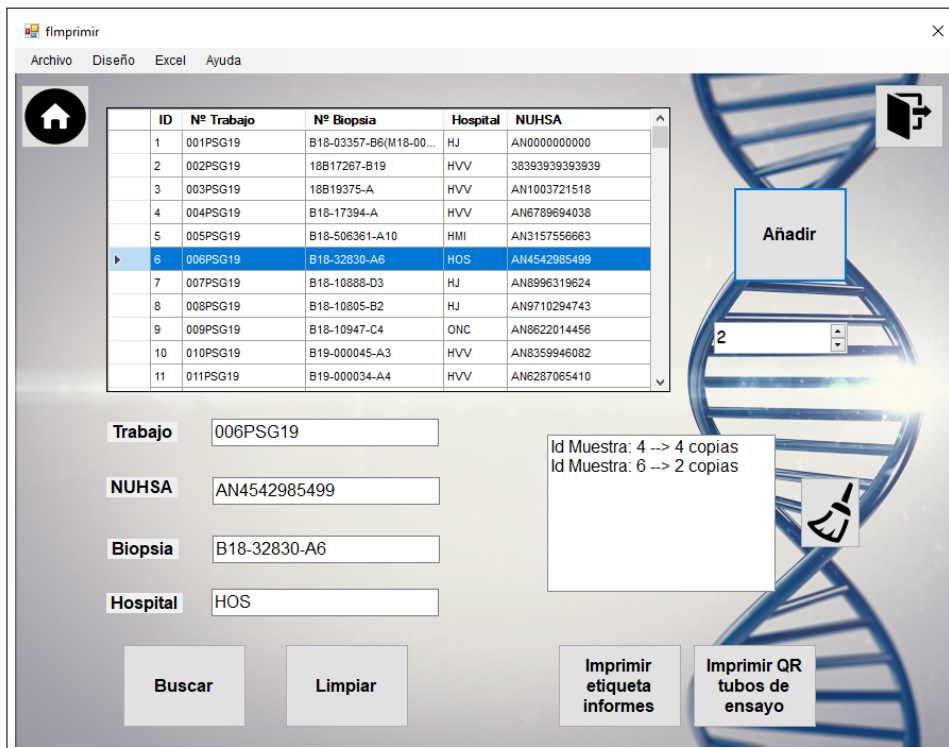 fImprimir
Archivo Diseño Excel Ayuda
ID Nº Trabajo Nº Biopsia Hospital NUHSA
1 001PSG19 B18-03357-B6(M18-00... HJ AN0000000000
2 002PSG19 18B17267-B19 HVV 38393939393939
3 003PSG19 18B19375-A HVV AN1003721518
4 004PSG19 B18-17394-A HVV AN6789694038
5 005PSG19 B18-506361-A10 HMI AN3157556663
6 006PSG19 B18-32830-A6 HOS AN4542985499
7 007PSG19 B18-10888-D3 HJ AN8996319624
8 008PSG19 B18-10805-B2 HJ AN9710294743
9 009PSG19 B18-10947-C4 ONC AN8622014456
10 010PSG19 B19-000045-A3 HVV AN8359946082
11 011PSG19 B19-000034-A4 HVV AN6287065410
Añadir
2
Trabajo 006PSG19
NUHSA AN4542985499
Biopsia B18-32830-A6
Hospital HOS
Id Muestra: 4 --> 4 copias
Id Muestra: 6 --> 2 copias
Buscar
Limpiar
Imprimir
etiqueta
informes
Imprimir QR
tubos de
ensayo